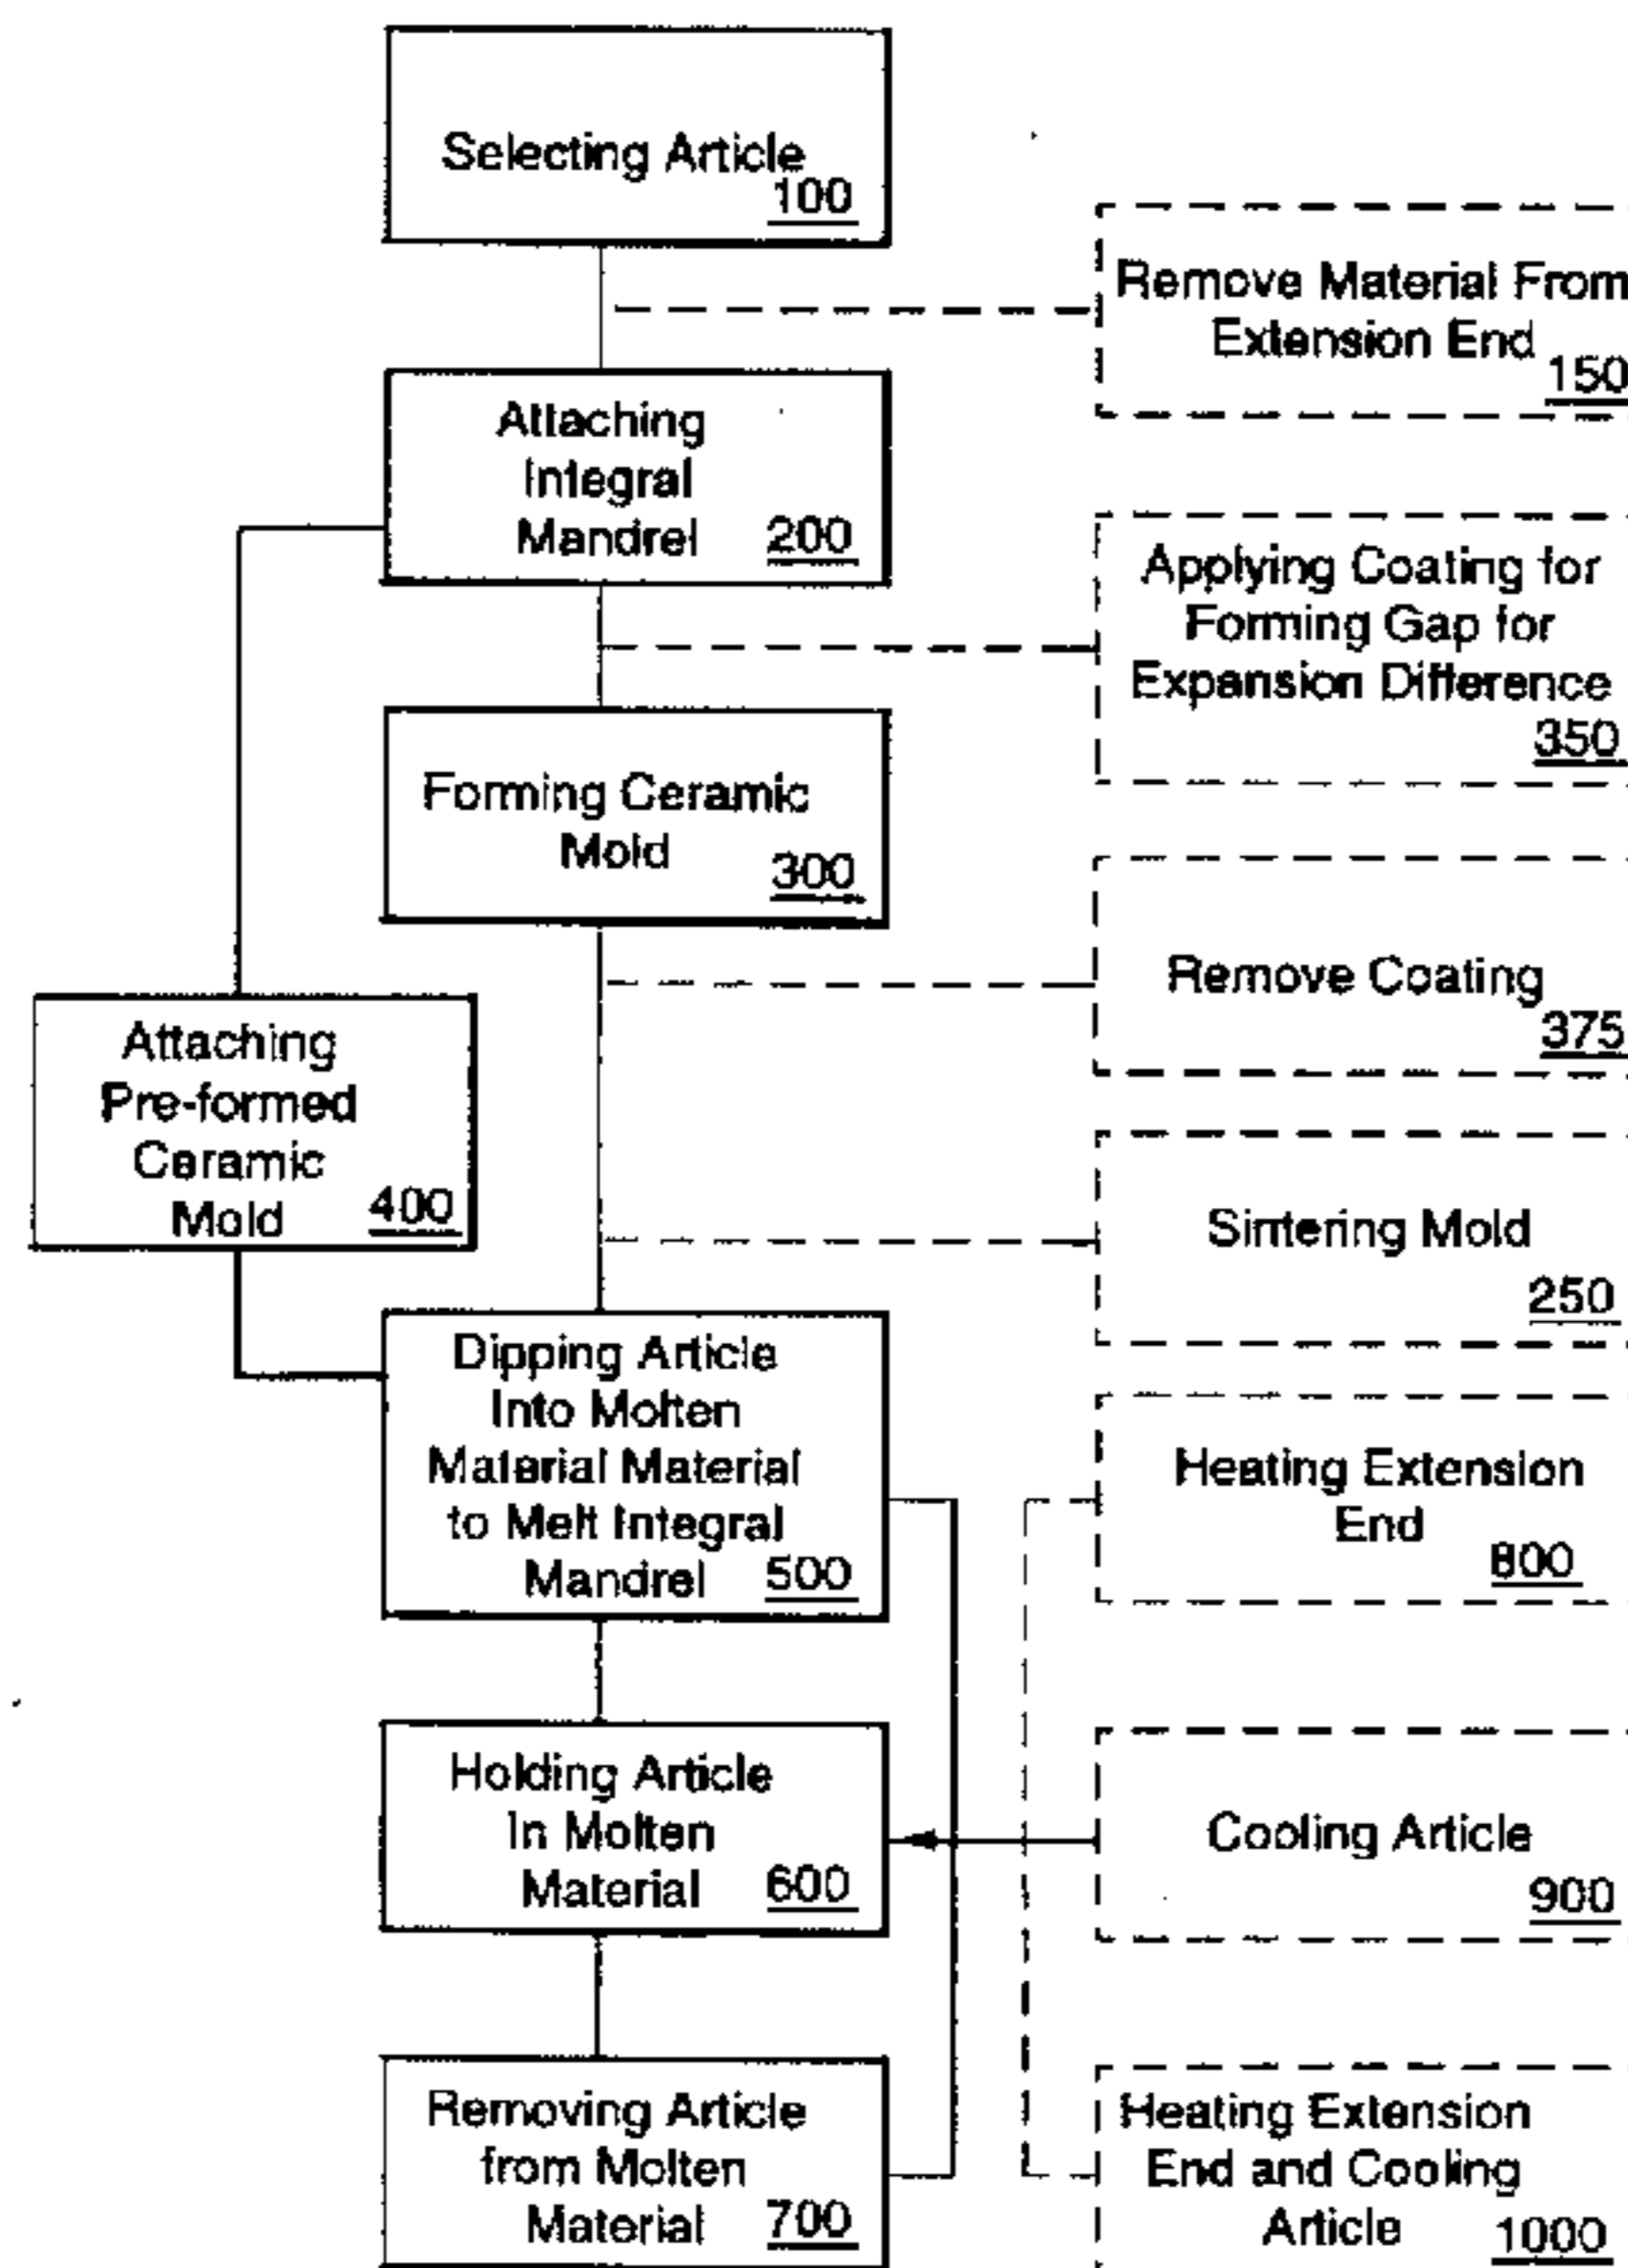 Selecting Article
100
Remove Material From
Extension End
150
Attaching
Integral
Mandrel 200
Applying Coating for
Forming Gap for
Expansion Difference
350
Forming Ceramic
Mold
300
Remove Coating
375
Attaching
Pre-formed
Ceramic
Mold 400
Sintering Mold
250
Dipping Article
Into Molten
Material Material
to Melt Integral
Mandrel 500
Heating Extension
End
800
Holding Article
In Molten
Material 600
Cooling Article
900
Removing Article
from Molten
Material 700
Heating Extension
End and Cooling
Article 1000